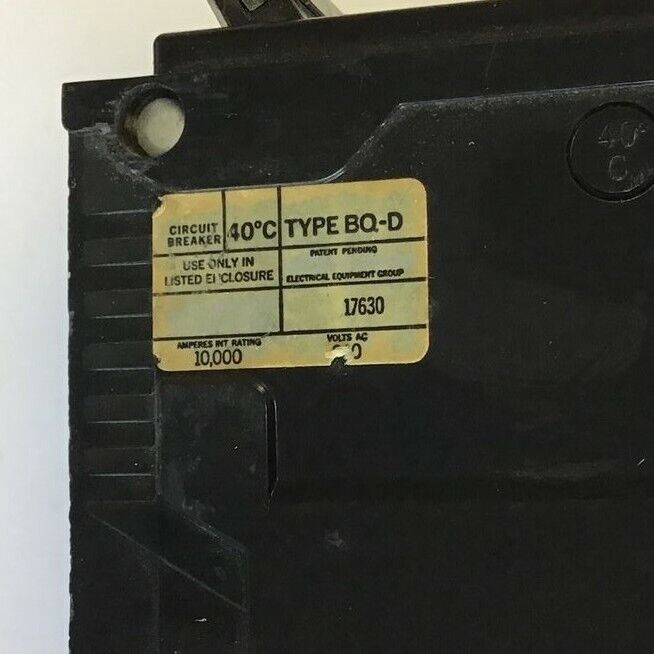 CIRCUIT BREAKER
40°C
TYPE BQ-D
USE ONLY IN
LISTED ENCLOSURE
PATENT PENDING
ELECTRICAL EQUIPMENT GROUP
17630
AMPERES INT RATING
10,000
VOLTS AC
40°
C